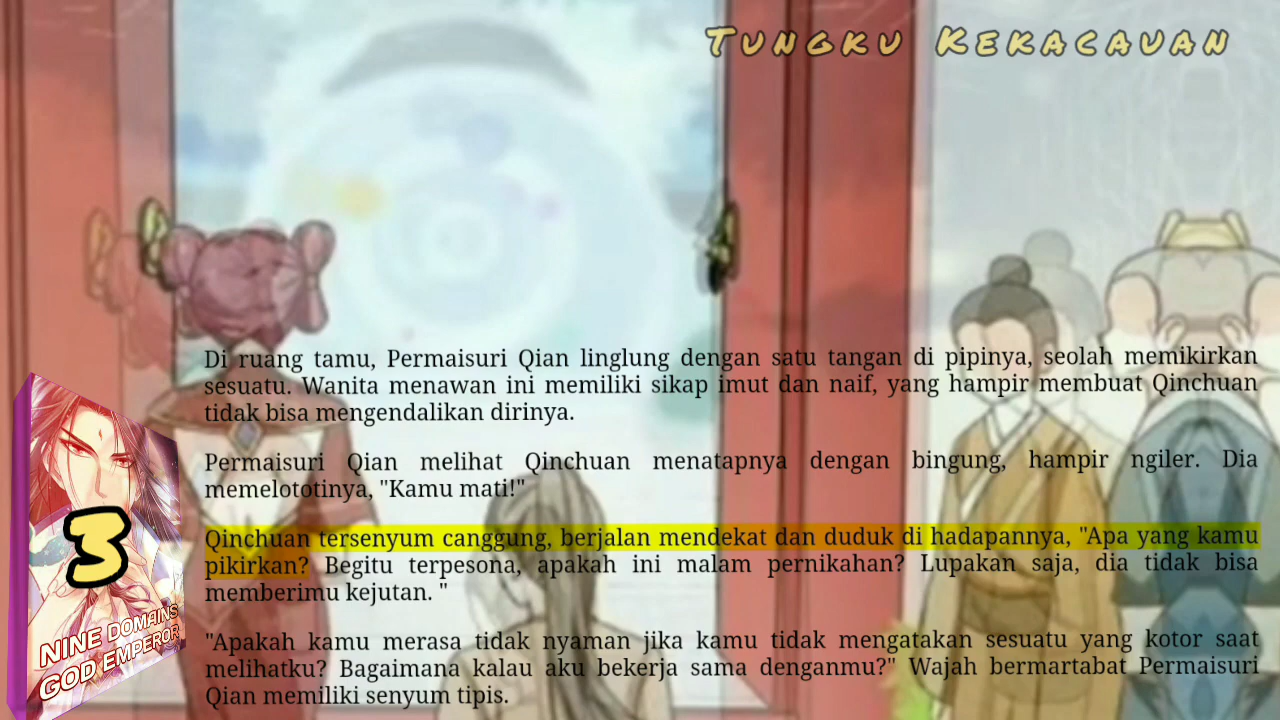 Tungku Kekacauan
Di ruang tamu, Permaisuri Qian linglung dengan satu tangan di pipinya, seolah memikirkan
sesuatu. Wanita menawan ini memiliki sikap imut dan naif, yang hampir membuat Qinchuan
tidak bisa mengendalikan dirinya.
Permaisuri Qian melihat Qinchuan menatapnya dengan bingung, hampir ngiler. Dia
memelototinya, "Kamu mati!"
Qinchuan tersenyum canggung, berjalan mendekat dan duduk di hadapannya, "Apa yang kamu
pikirkan? Begitu terpesona, apakah ini malam pernikahan? Lupakan saja, dia tidak bisa
memberimu kejutan. "
"Apakah kamu merasa tidak nyaman jika kamu tidak mengatakan sesuatu yang kotor saat
melihatku? Bagaimana kalau aku bekerja sama denganmu?" Wajah bermartabat Permaisuri
Qian memiliki senyum tipis.
3
NINE DOMAINS
GOD EMPEROR